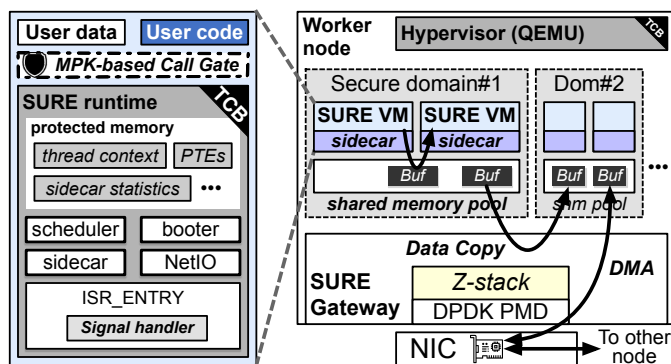 User data
User code
MPK-based Call Gate
SURE runtime
TCB
protected memory
thread context
PTEs
sidecar statistics
•••
scheduler
booter
sidecar
NetIO
ISR_ENTRY
Signal handler
Worker
node
Hypervisor (QEMU)
TCB
Secure domain#1
Dom#2
SURE VM
SURE VM
sidecar
sidecar
•••
Buf
Buf
Buf
Buf
shared memory pool
shm pool
Data Copy
DMA
SURE
Gateway
Z-stack
DPDK PMD
NIC
To other
node